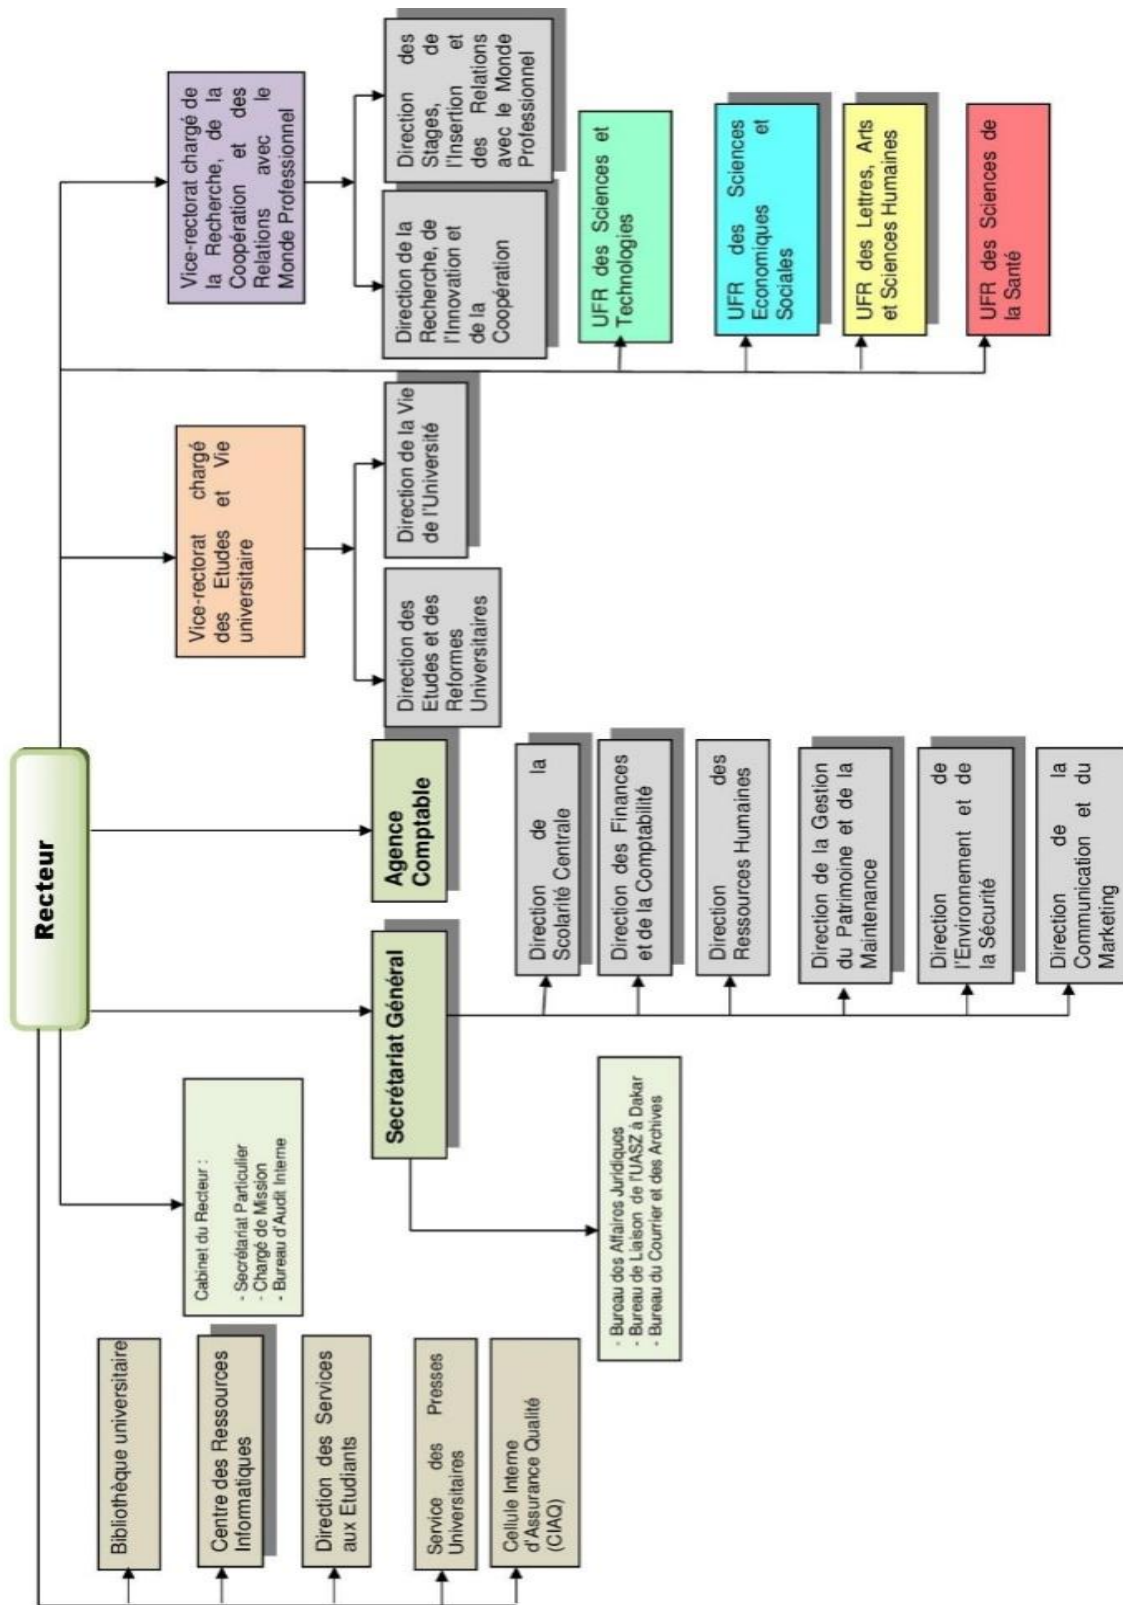 Recteur
Bibliothèque universitaire
Centre des Ressources
Informatiques
Direction des Services
aux Etudiants
Service des Presses
Universitaires
Cellule Interne
d'Assurance Qualité
(CIAQ)
Cabinet du Recteur :
- Secrétariat Particulier
- Chargé de Mission
- Bureau d'Audit Interne
Secrétariat Général
- Bureau des Affaires Juridiques
- Bureau de Liaison de l'UASZ à Dakar
- Bureau du Courrier et des Archives
Direction de la
Scolarité Centrale
Direction des Finances
et de la Comptabilité
Direction des
Ressources Humaines
Direction de la Gestion
du Patrimoine et de la
Maintenance
Direction de
l'Environnement et de
la Sécurité
Direction de la
Communication et du
Marketing
Agence
Comptable
Vice-rectorat chargé
des Etudes et Vie
universitaire
Direction des
Etudes et des
Reformes
Universitaires
Direction de la Vie
de l'Université
Vice-rectorat chargé de
la Recherche, de la
Coopération et des
Relations avec le
Monde Professionnel
Direction de la
Recherche, de
l'Innovation et
de la
Coopération
Direction des
Stages, de
l'Insertion et
des Relations
avec le Monde
Professionnel
UFR des Sciences et
Technologies
UFR des Sciences
Economiques et
Sociales
UFR des Lettres, Arts
et Sciences Humaines
UFR des Sciences de
la Santé